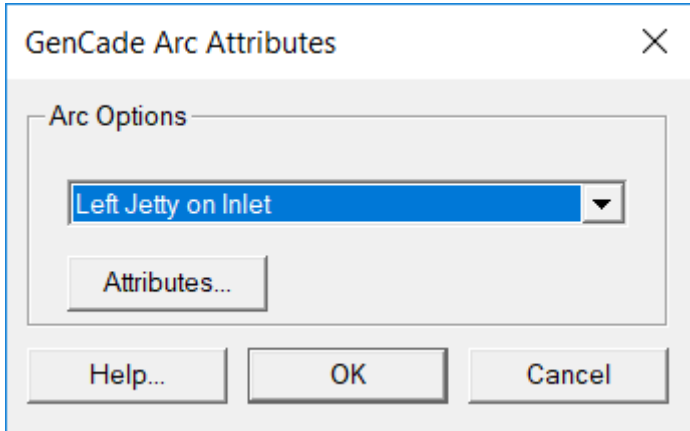 GenCade Arc Attributes
Arc Options
Left Jetty on Inlet
Attributes...
Help...
OK
Cancel